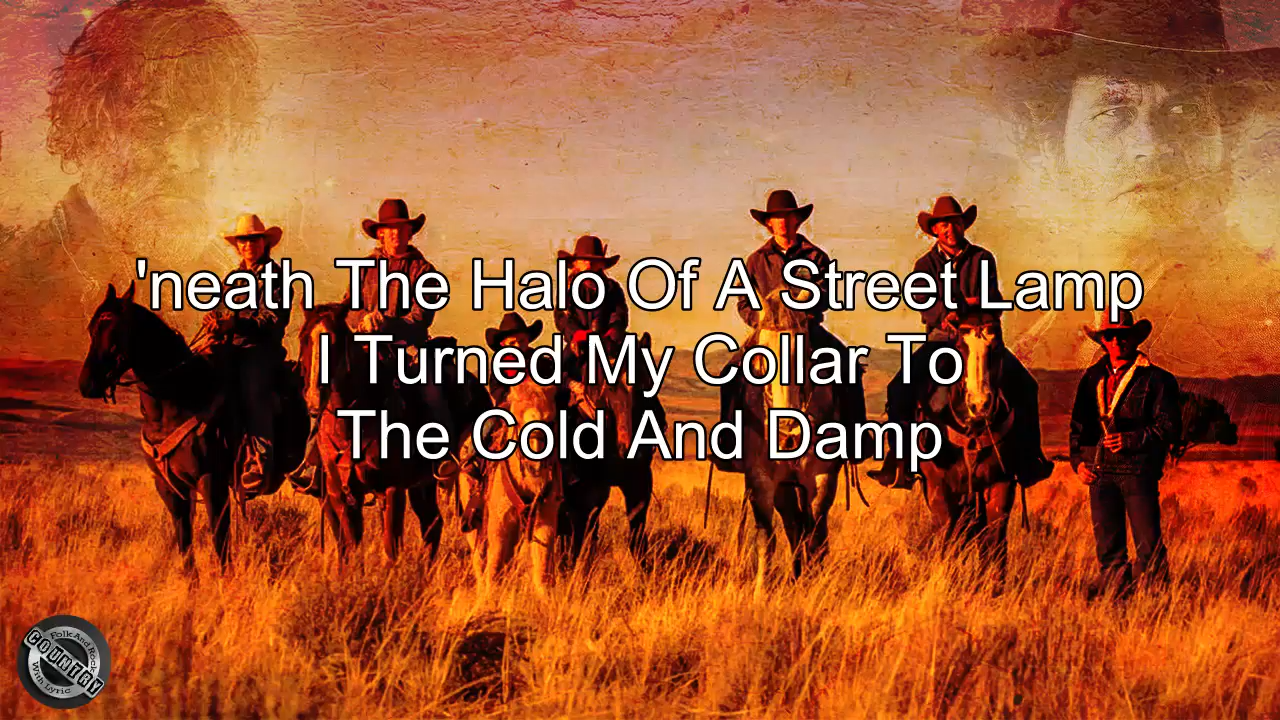 'neath The Halo Of A Street Lamp
I Turned My Collar To
The Cold And Damp
Folk And Rock
COUNTRY
With Lyric